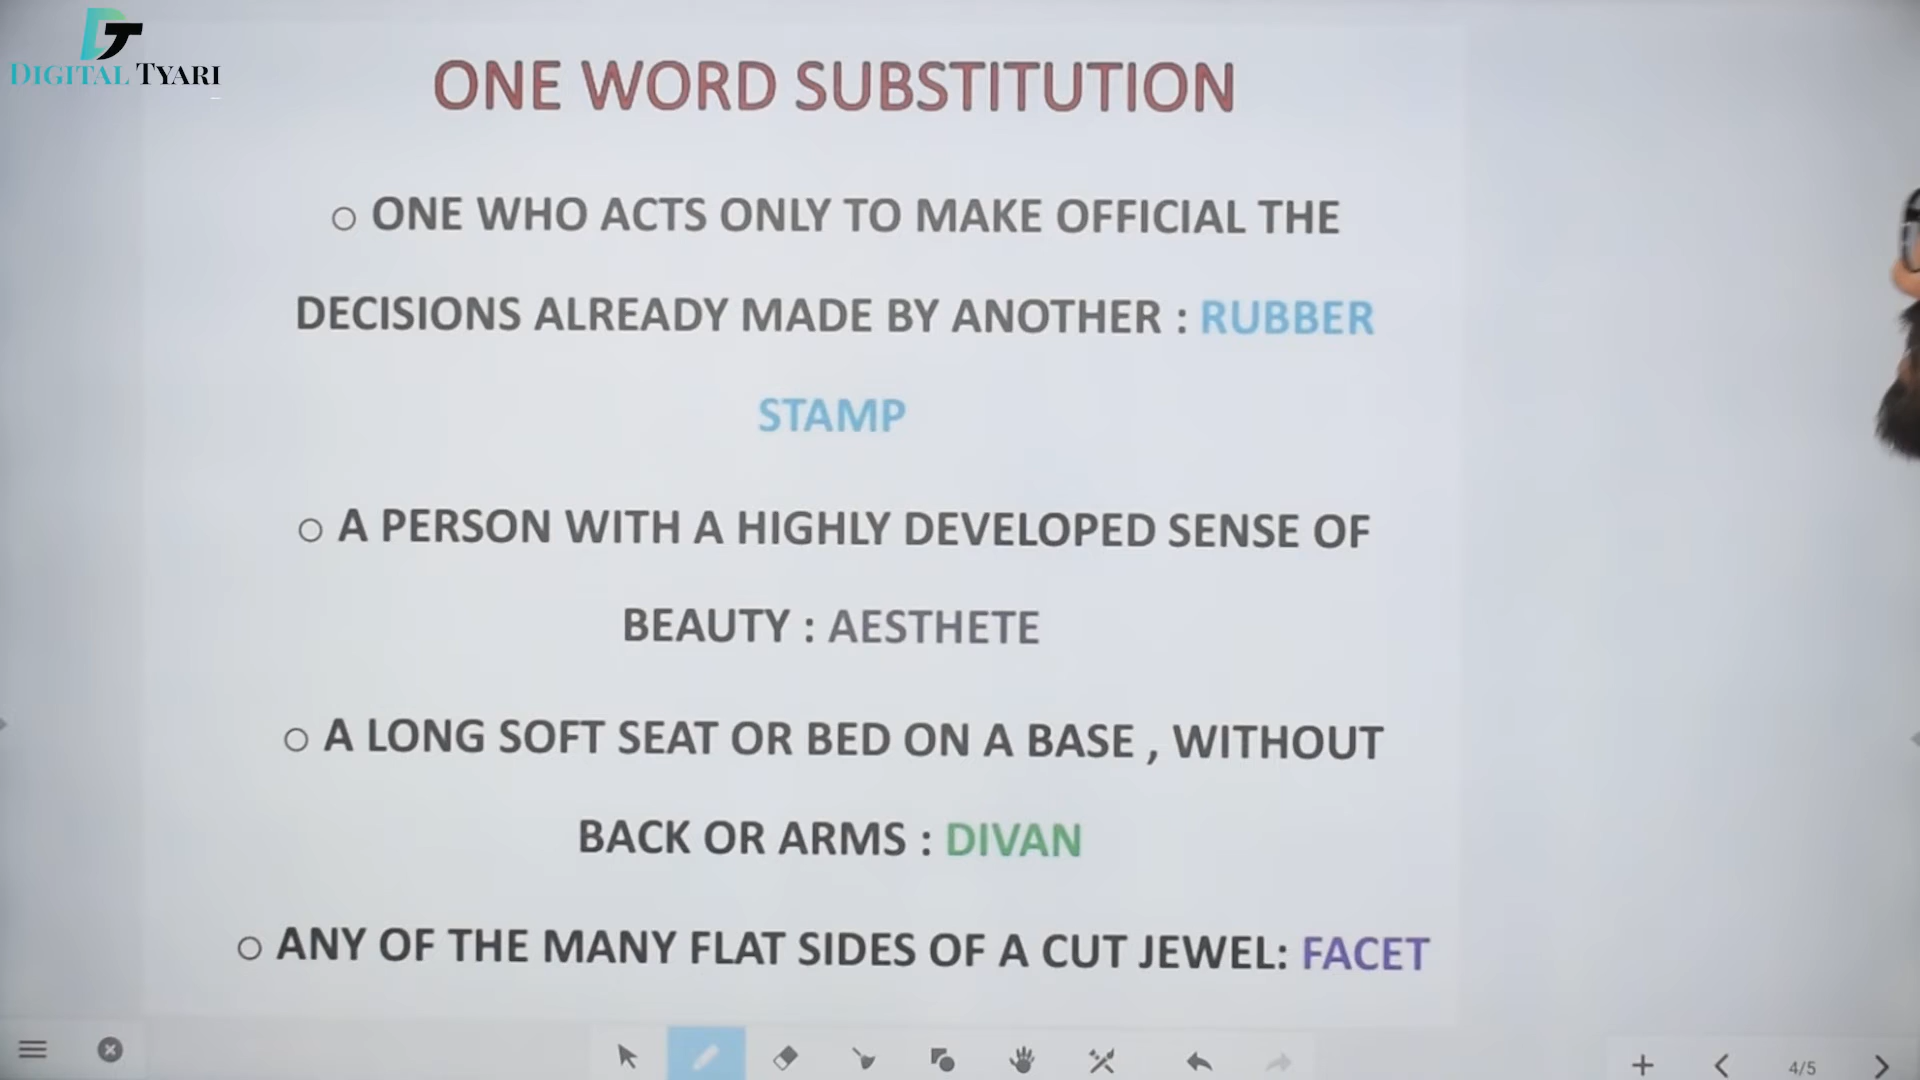 DIGITAL TYARI
ONE WORD SUBSTITUTION
○ ONE WHO ACTS ONLY TO MAKE OFFICIAL THE
DECISIONS ALREADY MADE BY ANOTHER : RUBBER
STAMP
○ A PERSON WITH A HIGHLY DEVELOPED SENSE OF
BEAUTY : AESTHETE
○ A LONG SOFT SEAT OR BED ON A BASE , WITHOUT
BACK OR ARMS : DIVAN
○ ANY OF THE MANY FLAT SIDES OF A CUT JEWEL: FACET
4/5